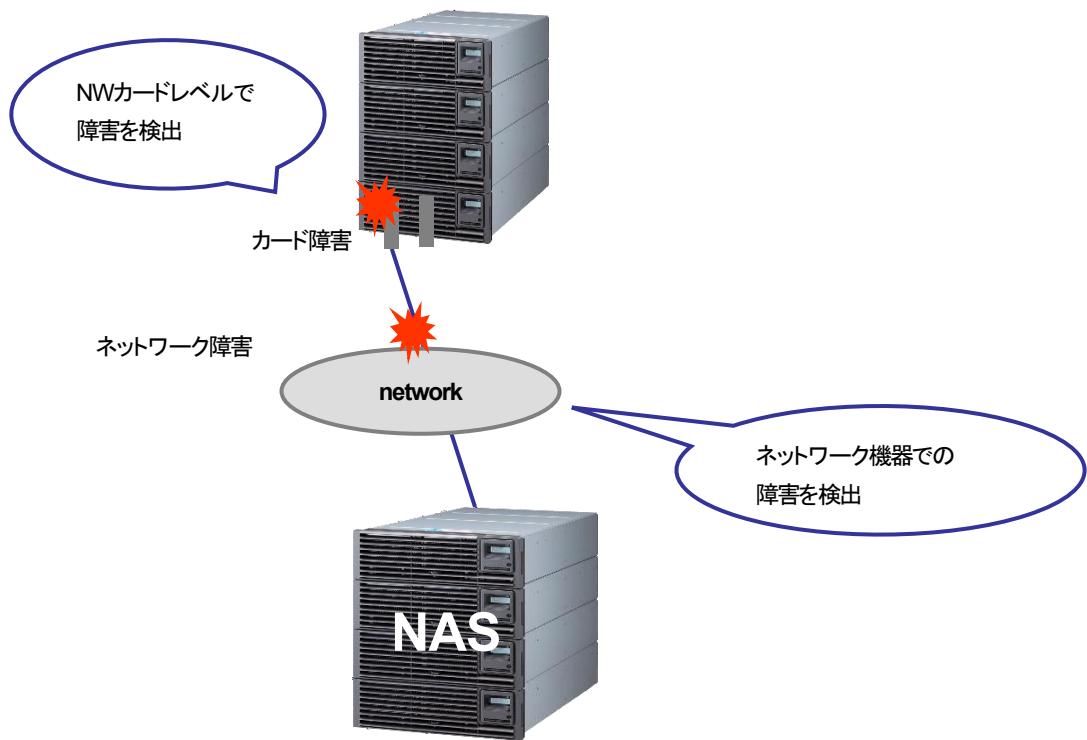 NWカードレベルで
障害を検出
カード障害
ネットワーク障害
network
ネットワーク機器での
障害を検出
NAS